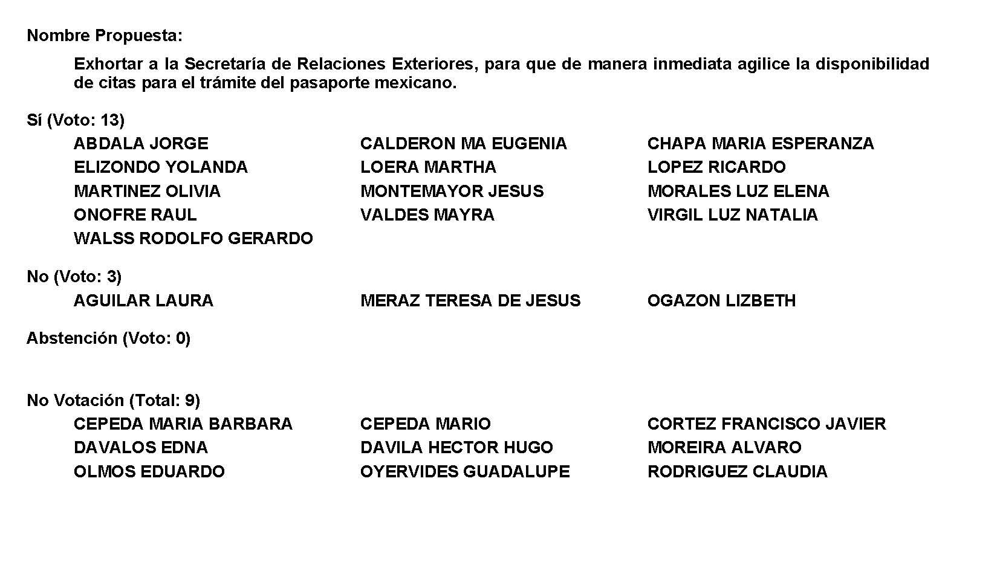 Nombre Propuesta:
Exhortar a la Secretaría de Relaciones Exteriores, para que de manera inmediata agilice la disponibilidad
de citas para el trámite del pasaporte mexicano.
Sí (Voto: 13)
ABDALA JORGE CALDERON MA EUGENIA CHAPA MARIA ESPERANZA
ELIZONDO YOLANDA LOERA MARTHA LOPEZ RICARDO
MARTINEZ OLIVIA MONTEMAYOR JESUS MORALES LUZ ELENA
ONOFRE RAUL VALDES MAYRA VIRGIL LUZ NATALIA
WALSS RODOLFO GERARDO
No (Voto: 3)
AGUILAR LAURA MERAZ TERESA DE JESUS OGAZON LIZBETH
Abstención (Voto: 0)
No Votación (Total: 9)
CEPEDA MARIA BARBARA CEPEDA MARIO CORTEZ FRANCISCO JAVIER
DAVALOS EDNA DAVILA HECTOR HUGO MOREIRA ALVARO
OLMOS EDUARDO OYERVIDES GUADALUPE RODRIGUEZ CLAUDIA